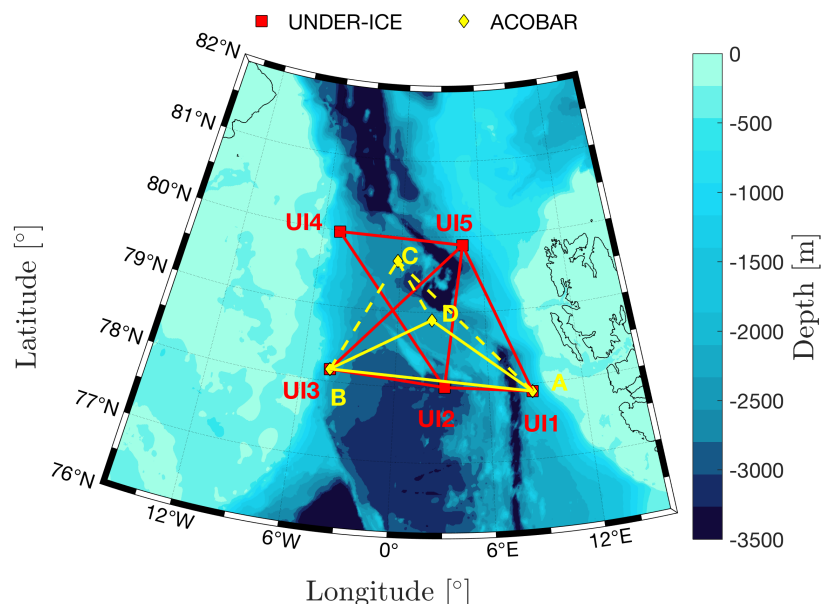 UNDER-ICE ACOBAR
82°N
81°N
80°N
79°N
78°N
77°N
76°N
Latitude [°]
UI4
UI5
C
D
UI3
B
UI2
UI1
A
12°W
6°W
0°
6°E
12°E
Longitude [°]
0
-500
-1000
-1500
-2000
-2500
-3000
-3500
Depth [m]